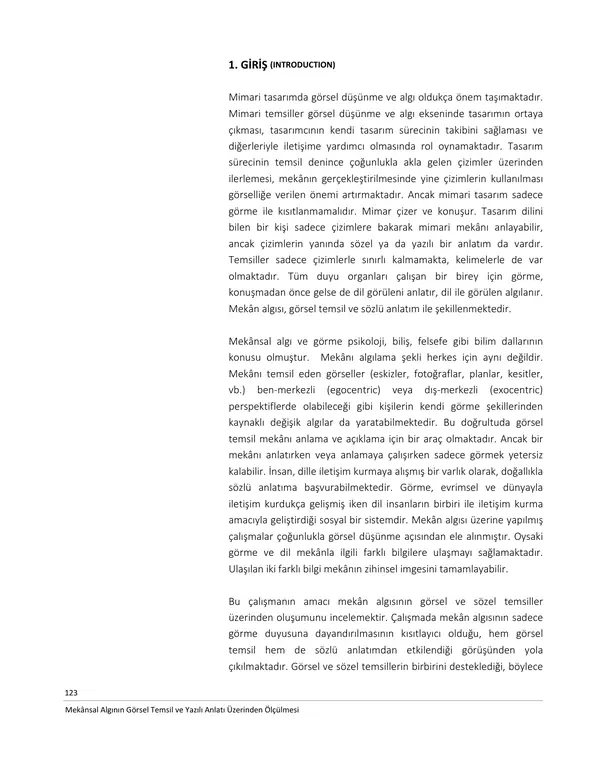 1. GİRİŞ (INTRODUCTION)
Mimari tasarımda görsel düşünme ve algı oldukça önem taşımaktadır.
Mimari temsiller görsel düşünme ve algı ekseninde tasarımın ortaya
çıkması, tasarımcının kendi tasarım sürecinin takibini sağlaması ve
diğerleriyle iletişime yardımcı olmasında rol oynamaktadır. Tasarım
sürecinin temsil denince çoğunlukla akla gelen çizimler üzerinden
ilerlemesi, mekânın gerçekleştirilmesinde yine çizimlerin kullanılması
görselliğe verilen önemi artırmaktadır. Ancak mimari tasarım sadece
görme ile kısıtlanmamalıdır. Mimar çizer ve konuşur. Tasarım dilini
bilen bir kişi sadece çizimlere bakarak mimari mekânı anlayabilir,
ancak çizimlerin yanında sözel ya da yazılı bir anlatım da vardır.
Temsiller sadece çizimlerle sınırlı kalmamakta, kelimelerle de var
olmaktadır. Tüm duyu organları çalışan bir birey için görme,
konuşmadan önce gelse de dil görüleni anlatır, dil ile görülen algılanır.
Mekân algısı, görsel temsil ve sözlü anlatım ile şekillenmektedir.
Mekânsal algı ve görme psikoloji, biliş, felsefe gibi bilim dallarının
konusu olmuştur. Mekânı algılama şekli herkes için aynı değildir.
Mekânı temsil eden görseller (eskizler, fotoğraflar, planlar, kesitler,
vb.) ben-merkezli (egocentric) veya dış-merkezli (exocentric)
perspektiflerde olabileceği gibi kişilerin kendi görme şekillerinden
kaynaklı değişik algılar da yaratabilmektedir. Bu doğrultuda görsel
temsil mekânı anlama ve açıklama için bir araç olmaktadır. Ancak bir
mekânı anlatırken veya anlamaya çalışırken sadece görmek yetersiz
kalabilir. İnsan, dille iletişim kurmaya alışmış bir varlık olarak, doğallıkla
sözlü anlatıma başvurabilmektedir. Görme, evrimsel ve dünyayla
iletişim kurdukça gelişmiş iken dil insanların birbiri ile iletişim kurma
amacıyla geliştirdiği sosyal bir sistemdir. Mekân algısı üzerine yapılmış
çalışmalar çoğunlukla görsel düşünme açısından ele alınmıştır. Oysaki
görme ve dil mekânla ilgili farklı bilgilere ulaşmayı sağlamaktadır.
Ulaşılan iki farklı bilgi mekânın zihinsel imgesini tamamlayabilir.
Bu çalışmanın amacı mekân algısının görsel ve sözel temsiller
üzerinden oluşumunu incelemektir. Çalışmada mekân algısının sadece
görme duyusuna dayandırılmasının kısıtlayıcı olduğu, hem görsel
temsil hem de sözlü anlatımdan etkilendiği görüşünden yola
çıkılmaktadır. Görsel ve sözel temsillerin birbirini desteklediği, böylece
123
Mekânsal Algının Görsel Temsil ve Yazılı Anlatı Üzerinden Ölçülmesi